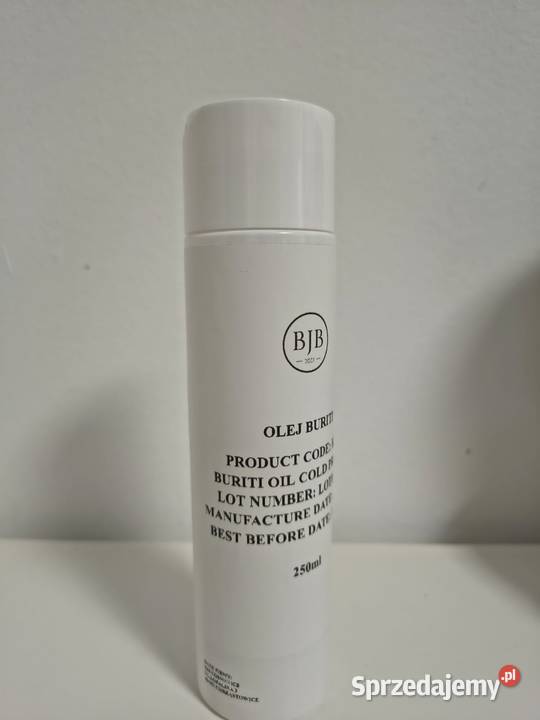 BJB
OLEJ BURITI
PRODUCT CODE:
BURITI OIL COLD
LOT NUMBER:
MANUFACTURE DATE
BEST BEFORE DATE:
250ml
Sprzedajemy.pl